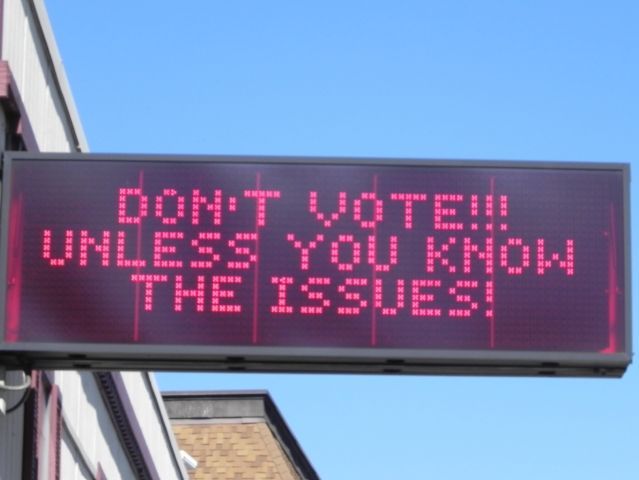 DON'T VOTE!!!
UNLESS YOU KNOW
THE ISSUES!